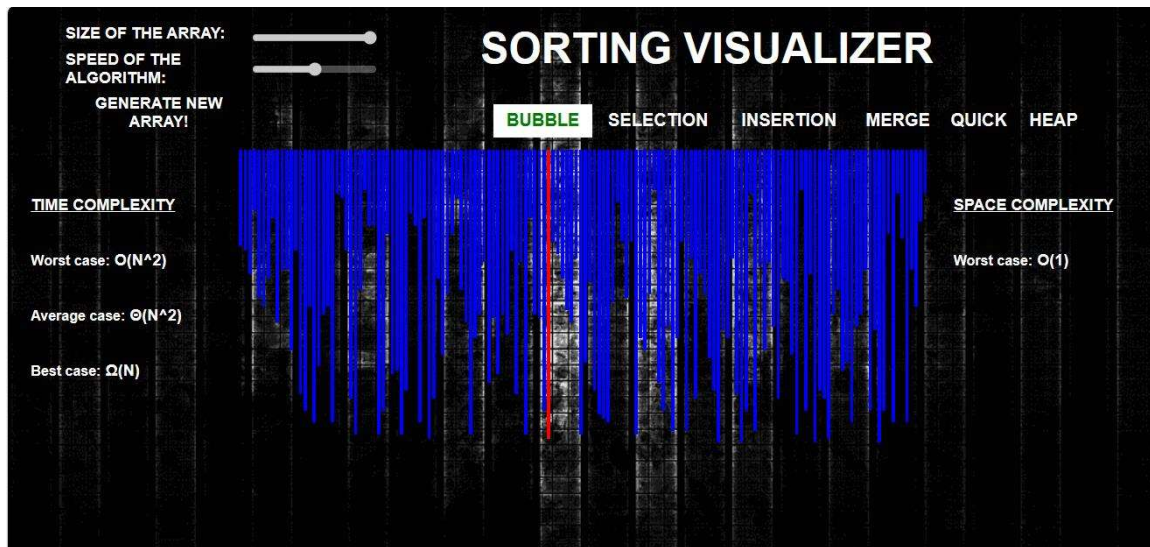 SIZE OF THE ARRAY:
SPEED OF THE
ALGORITHM:
GENERATE NEW
ARRAY!
SORTING VISUALIZER
BUBBLE SELECTION INSERTION MERGE QUICK HEAP
TIME COMPLEXITY
Worst case: O(N^2)
Average case: Θ(N^2)
Best case: Ω(N)
SPACE COMPLEXITY
Worst case: O(1)